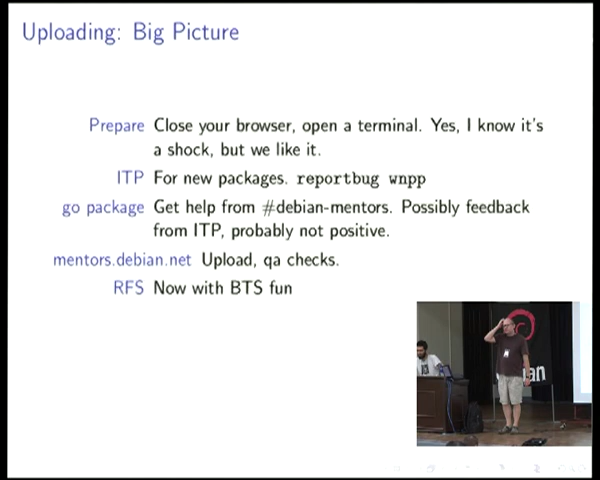 Uploading: Big Picture
Prepare Close your browser, open a terminal. Yes, I know it's
a shock, but we like it.
ITP For new packages. reportbug wnpp
go package Get help from #debian-mentors. Possibly feedback
from ITP, probably not positive.
mentors.debian.net Upload, qa checks.
RFS Now with BTS fun
an